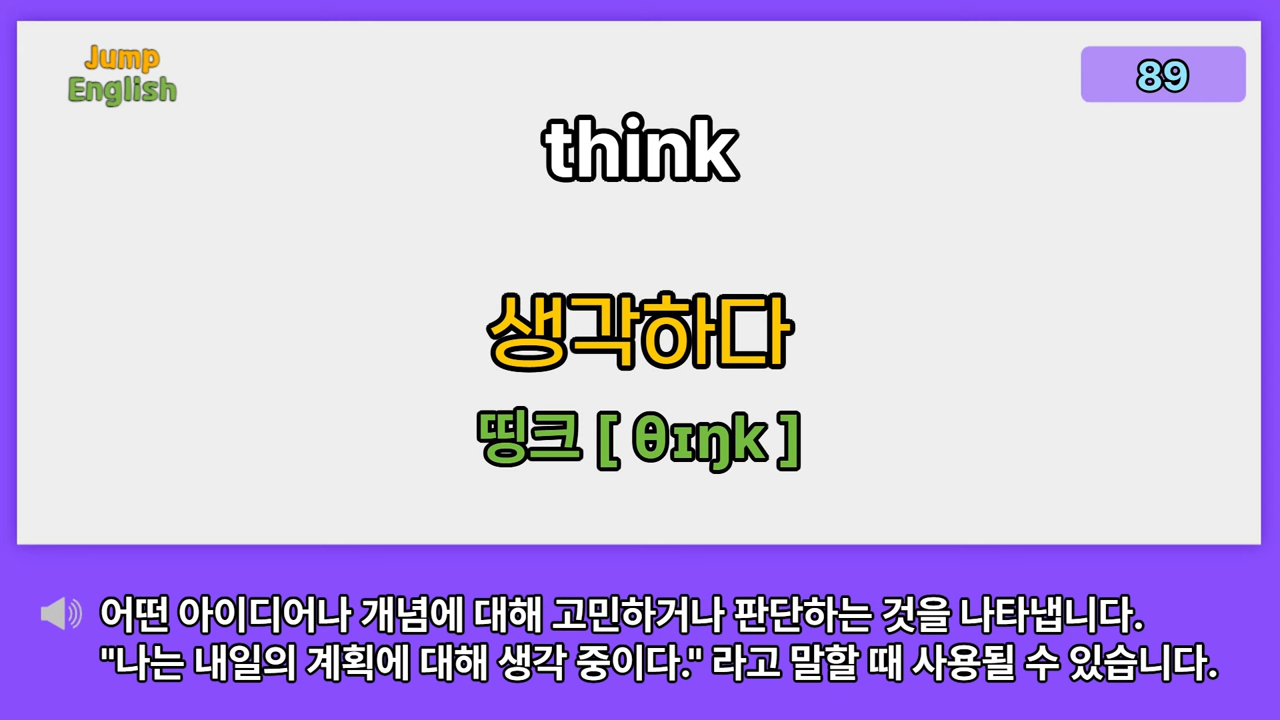 Jump
English
89
think
생각하다
띵크 [ θɪŋk ]
어떤 아이디어나 개념에 대해 고민하거나 판단하는 것을 나타냅니다.
"나는 내일의 계획에 대해 생각 중이다." 라고 말할 때 사용될 수 있습니다.